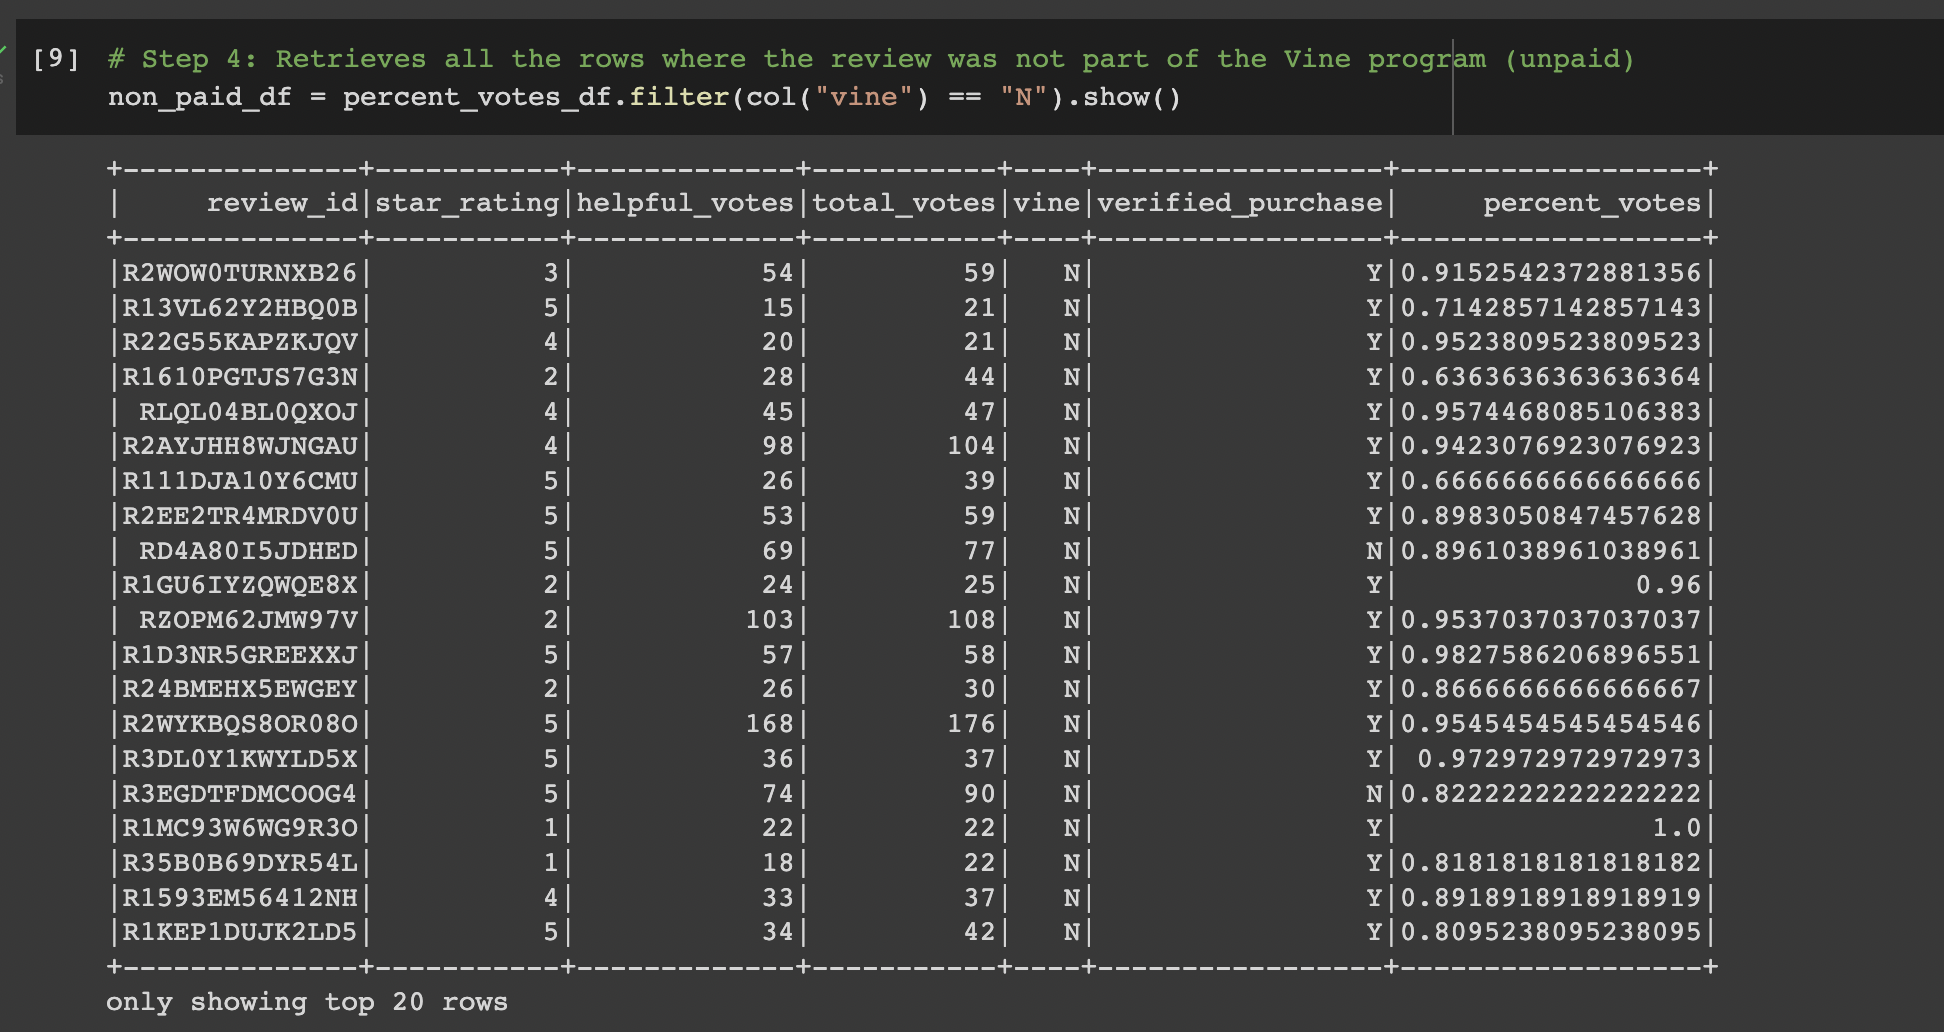 [9] # Step 4: Retrieves all the rows where the review was not part of the Vine program (unpaid)
non_paid_df = percent_votes_df.filter(col("vine") == "N").show()
+--------------+-----------+-------------+-----------+----+-----------------+------------------+
|     review_id|star_rating|helpful_votes|total_votes|vine|verified_purchase|     percent_votes|
+--------------+-----------+-------------+-----------+----+-----------------+------------------+
|R2WOW0TURNXB26|          3|           54|         59|   N|                Y|0.9152542372881356|
|R13VL62Y2HBQ0B|          5|           15|         21|   N|                Y|0.7142857142857143|
|R22G55KAPZKJQV|          4|           20|         21|   N|                Y|0.9523809523809523|
|R1610PGTJS7G3N|          2|           28|         44|   N|                Y|0.6363636363636364|
| RLQL04BL0QXOJ|          4|           45|         47|   N|                Y|0.9574468085106383|
|R2AYJHH8WJNGAU|          4|           98|        104|   N|                Y|0.9423076923076923|
|R111DJA10Y6CMU|          5|           26|         39|   N|                Y|0.6666666666666666|
|R2EE2TR4MRDV0U|          5|           53|         59|   N|                Y|0.8983050847457628|
| RD4A80I5JDHED|          5|           69|         77|   N|                N|0.8961038961038961|
|R1GU6IYZQWQE8X|          2|           24|         25|   N|                Y|              0.96|
| RZOPM62JMW97V|          2|          103|        108|   N|                Y|0.9537037037037037|
|R1D3NR5GREEXXJ|          5|           57|         58|   N|                Y|0.9827586206896551|
|R24BMEHX5EWGEY|          2|           26|         30|   N|                Y|0.8666666666666667|
|R2WYKBQS8OR08O|          5|          168|        176|   N|                Y|0.9545454545454546|
|R3DL0Y1KWYLD5X|          5|           36|         37|   N|                Y| 0.972972972972973|
|R3EGDTFDMCOOG4|          5|           74|         90|   N|                N|0.8222222222222222|
|R1MC93W6WG9R3O|          1|           22|         22|   N|                Y|               1.0|
|R35B0B69DYR54L|          1|           18|         22|   N|                Y|0.8181818181818182|
|R1593EM56412NH|          4|           33|         37|   N|                Y|0.8918918918918919|
|R1KEP1DUJK2LD5|          5|           34|         42|   N|                Y|0.8095238095238095|
+--------------+-----------+-------------+-----------+----+-----------------+------------------+
only showing top 20 rows